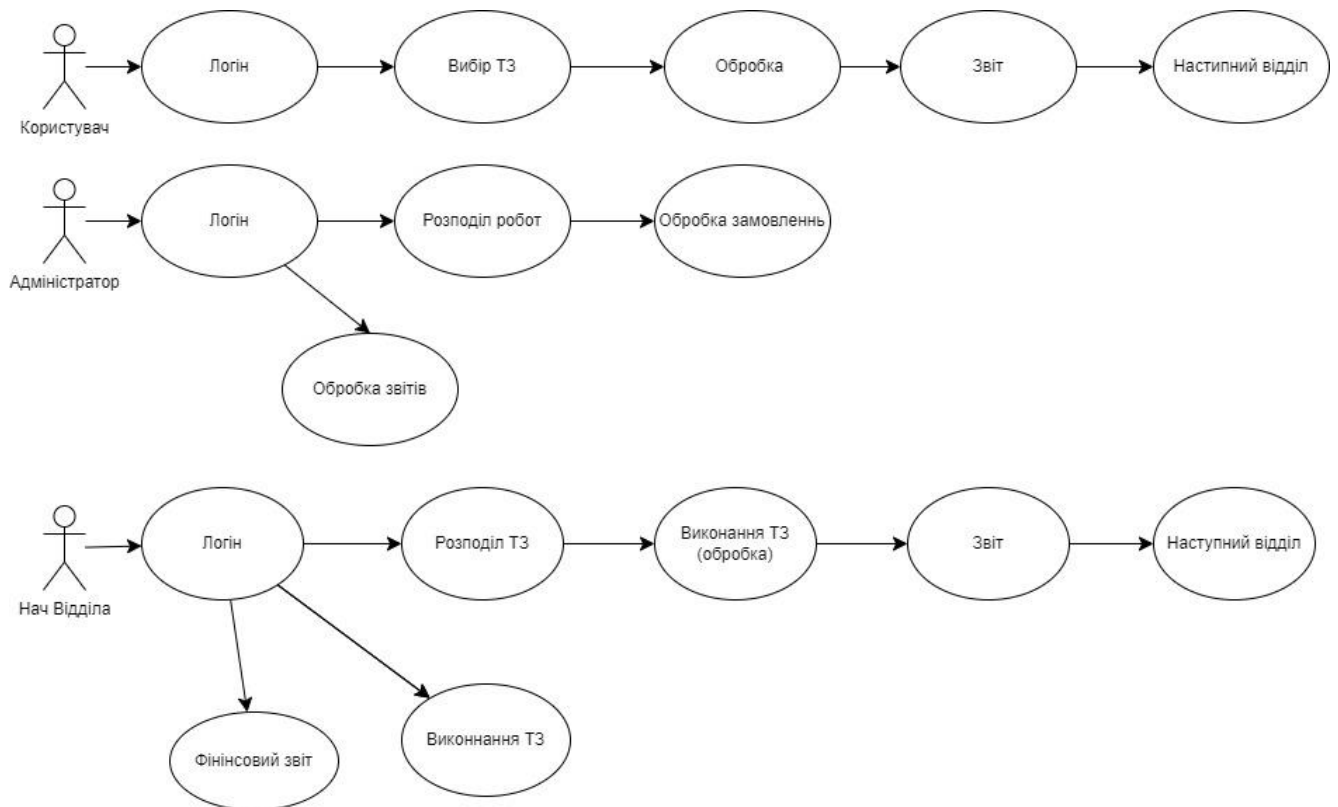 Логін
Вибір ТЗ
Обробка
Звіт
Настипний відділ
Користувач
Логін
Розподіл робот
Обробка замовленнь
Адміністратор
Обробка звітів
Логін
Розподіл ТЗ
Виконання ТЗ
(обробка)
Звіт
Наступний відділ
Нач Відділа
Фінінсовий звіт
Виконнання ТЗ